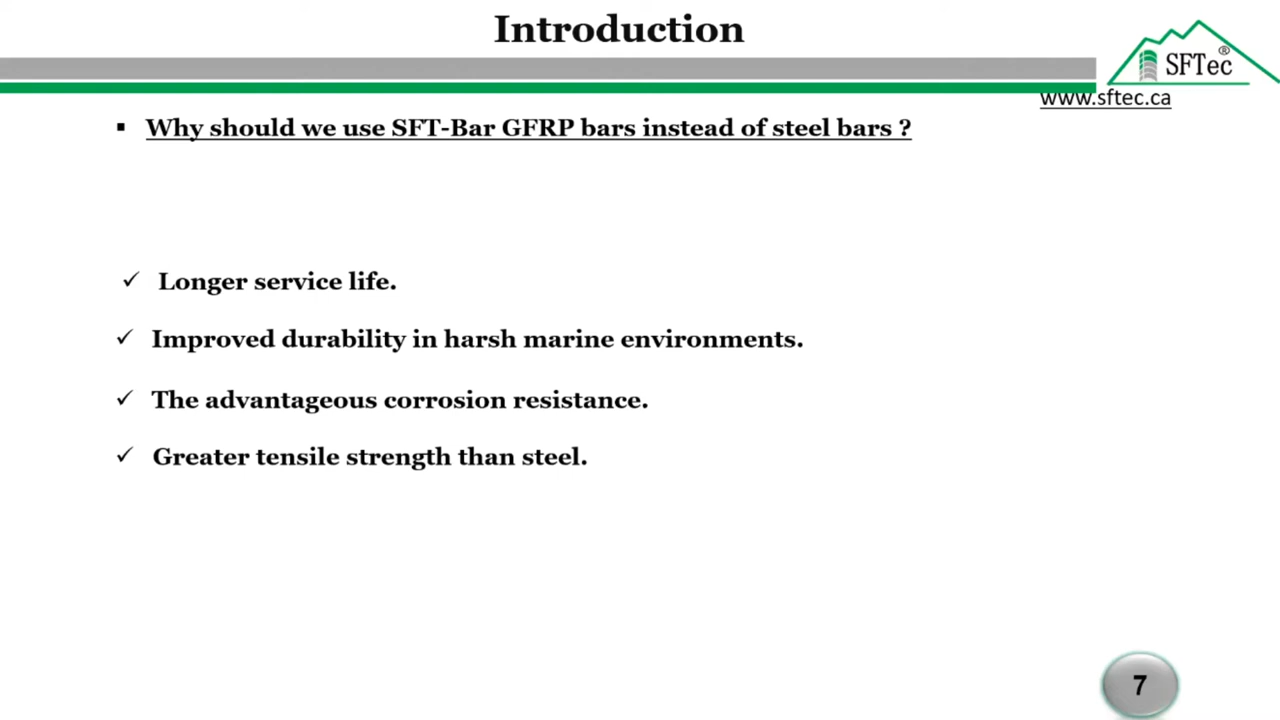 Introduction
SFTec®
www.sftec.ca
▪ Why should we use SFT-Bar GFRP bars instead of steel bars ?
✓ Longer service life.
✓ Improved durability in harsh marine environments.
✓ The advantageous corrosion resistance.
✓ Greater tensile strength than steel.
7